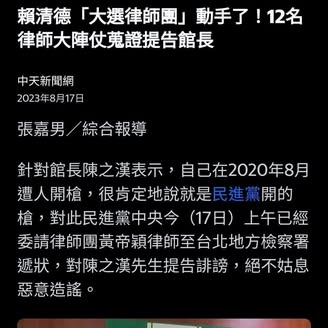 賴清德「大選律師團」動手了！12名
律師大陣仗蒐證提告館長
中天新聞網
2023年8月17日
張嘉男／綜合報導
針對館長陳之漢表示，自己在2020年8月
遭人開槍，很肯定地說就是民進黨開的
槍，對此民進黨中央今（17日）上午已經
委請律師團黃帝穎律師至台北地方檢察署
遞狀，對陳之漢先生提告誹謗，絕不姑息
惡意造謠。